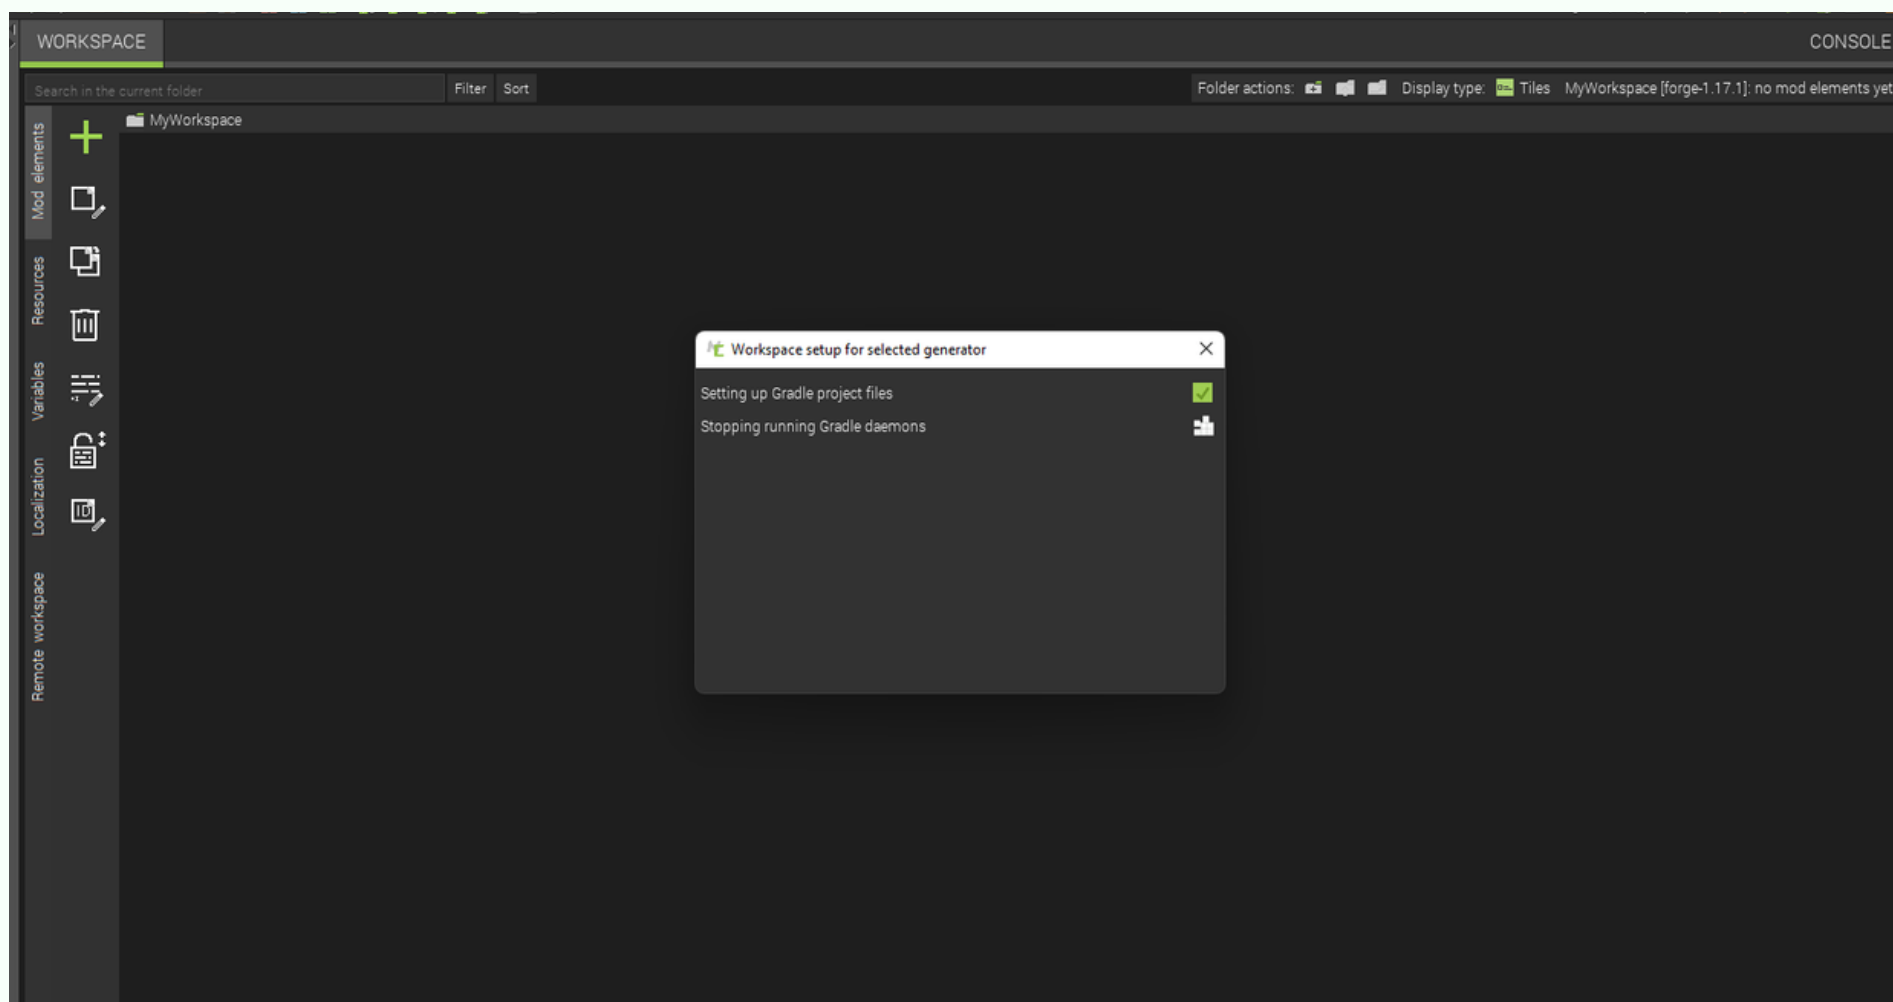 WORKSPACE
CONSOLE
Search in the current folder
Filter
Sort
Folder actions:
Display type:
Tiles
MyWorkspace [forge-1.17.1]: no mod elements yet
MyWorkspace
Mod elements
Resources
Variables
Localization
Remote workspace
ID
Workspace setup for selected generator
Setting up Gradle project files
Stopping running Gradle daemons